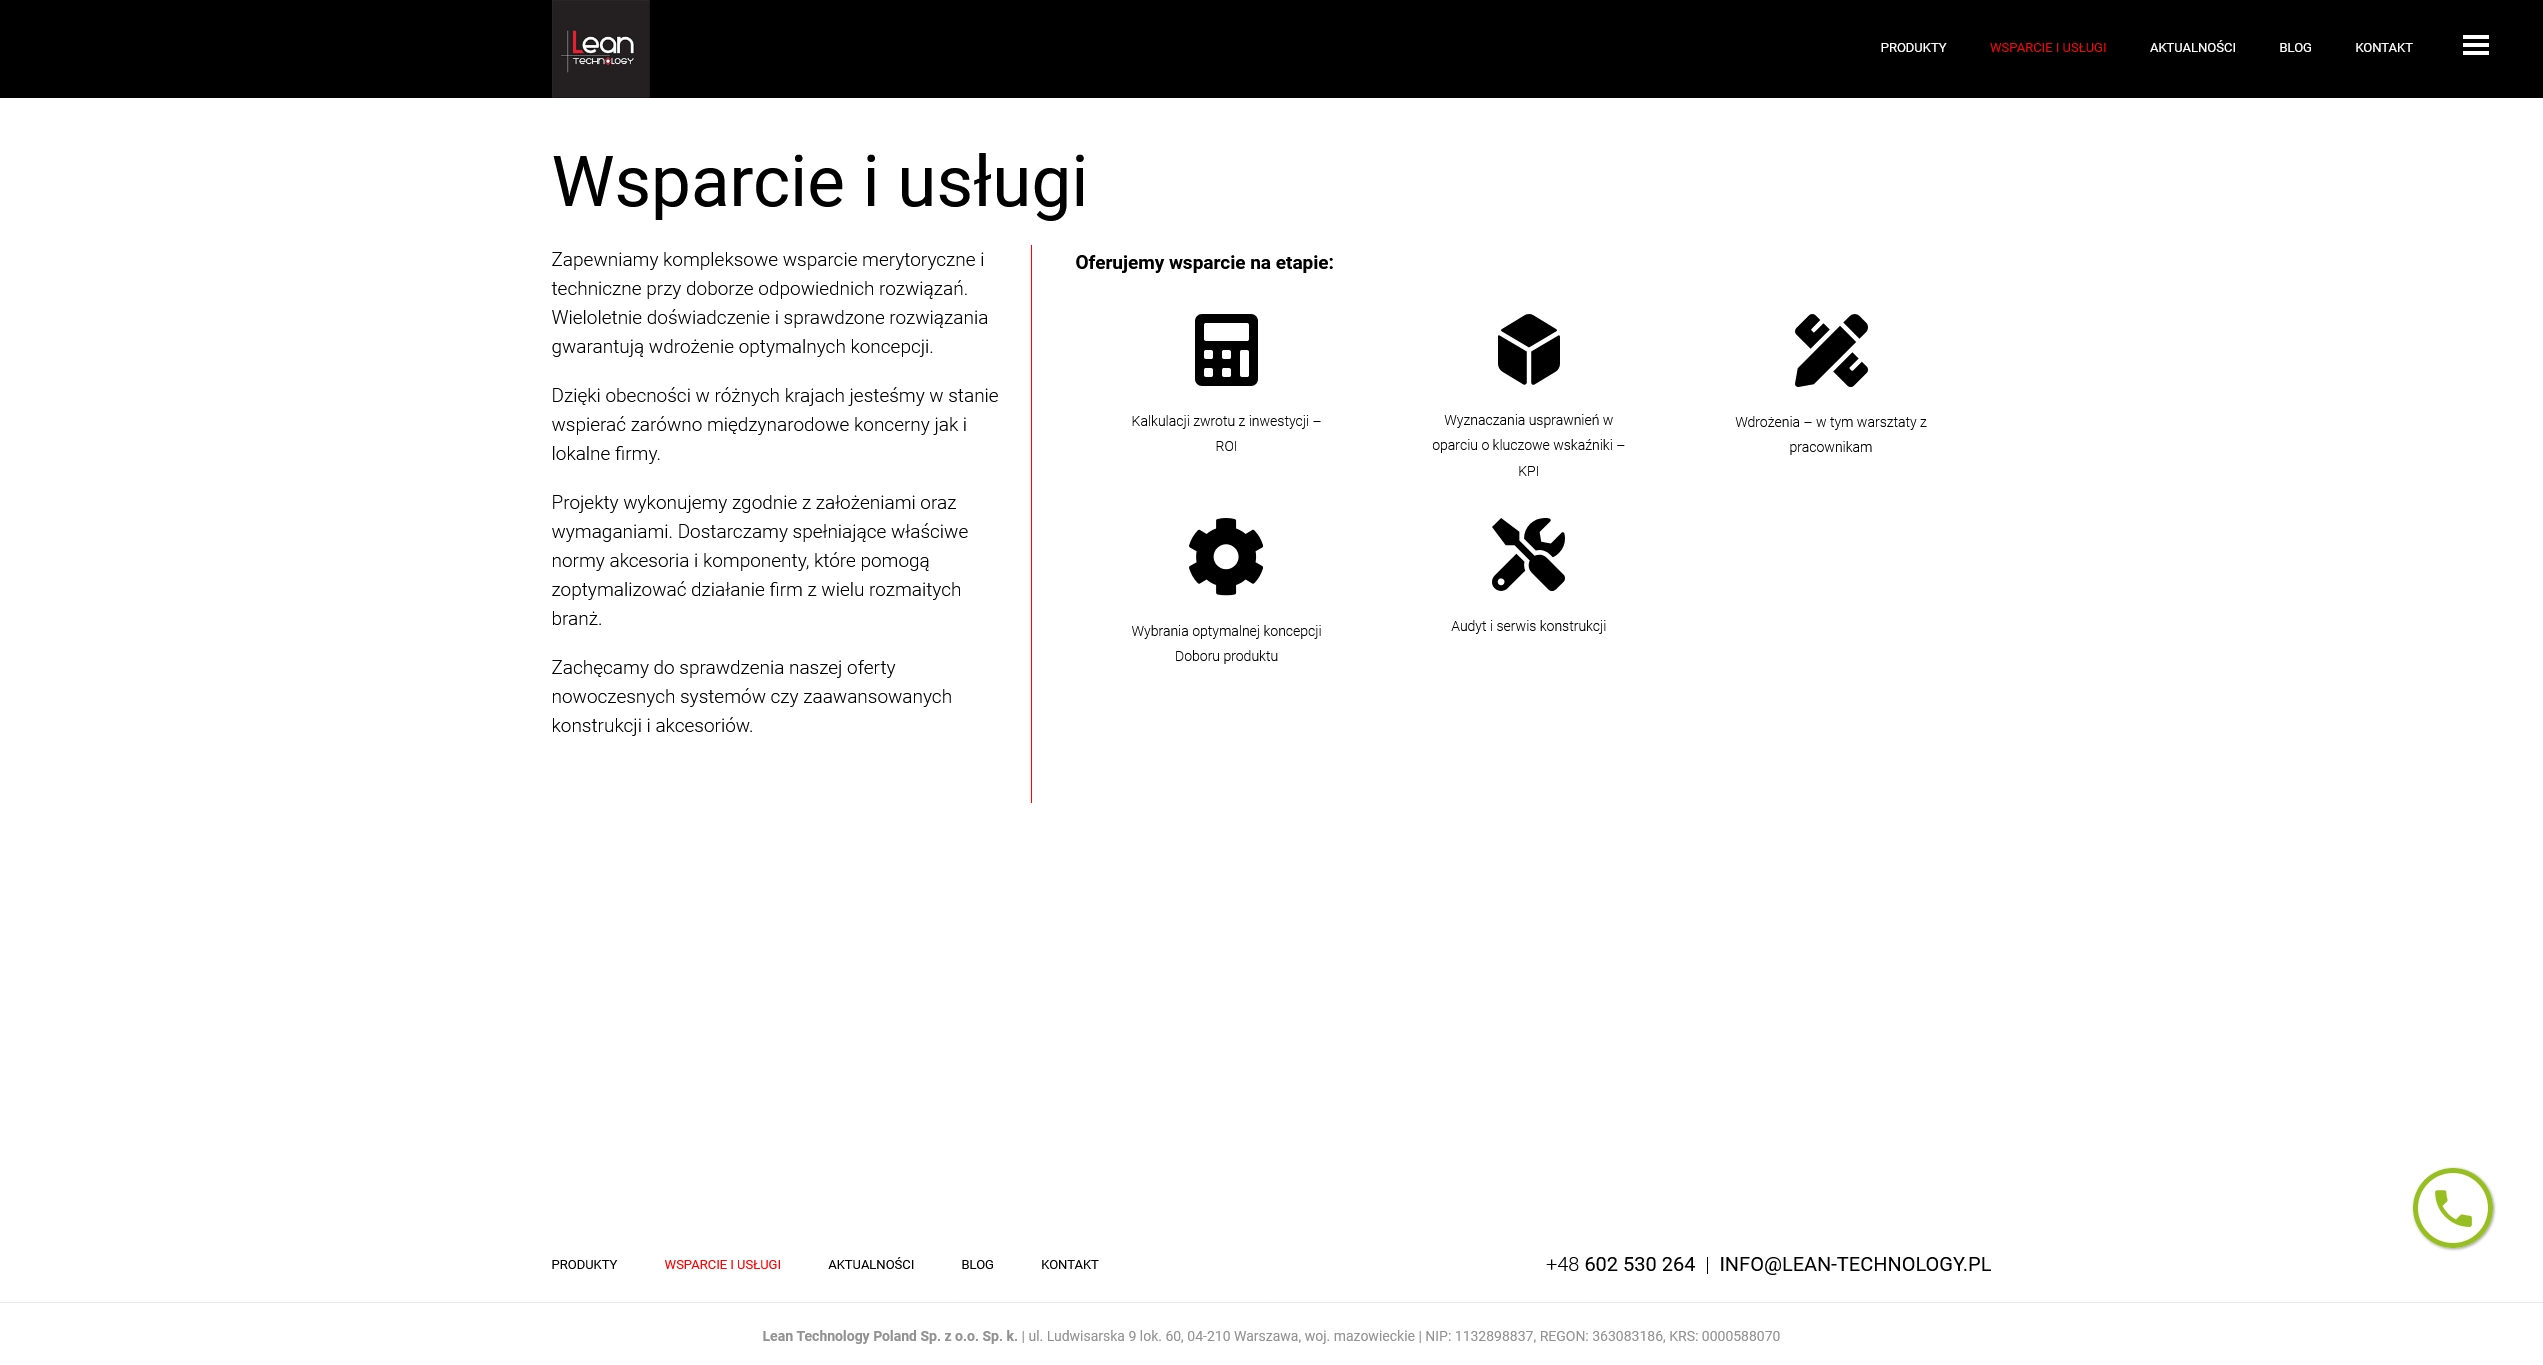 Lean
TECHNOLOGY
PRODUKTY
WSPARCIE I USŁUGI
AKTUALNOŚCI
BLOG
KONTAKT
Wsparcie i usługi
Zapewniamy kompleksowe wsparcie merytoryczne i
techniczne przy doborze odpowiednich rozwiązań.
Wieloletnie doświadczenie i sprawdzone rozwiązania
gwarantują wdrożenie optymalnych koncepcji.
Dzięki obecności w różnych krajach jesteśmy w stanie
wspierać zarówno międzynarodowe koncerny jak i
lokalne firmy.
Projekty wykonujemy zgodnie z założeniami oraz
wymaganiami. Dostarczamy spełniające właściwe
normy akcesoria i komponenty, które pomogą
zoptymalizować działanie firm z wielu rozmaitych
branż.
Zachęcamy do sprawdzenia naszej oferty
nowoczesnych systemów czy zaawansowanych
konstrukcji i akcesoriów.
Oferujemy wsparcie na etapie:
Kalkulacji zwrotu z inwestycji –
ROI
Wyznaczania usprawnień w
oparciu o kluczowe wskaźniki –
KPI
Wdrożenia – w tym warsztaty z
pracownikam
Wybrania optymalnej koncepcji
Doboru produktu
Audyt i serwis konstrukcji
PRODUKTY
WSPARCIE I USŁUGI
AKTUALNOŚCI
BLOG
KONTAKT
+48 602 530 264 | INFO@LEAN-TECHNOLOGY.PL
Lean Technology Poland Sp. z o.o. Sp. k. | ul. Ludwisarska 9 lok. 60, 04-210 Warszawa, woj. mazowieckie | NIP: 1132898837, REGON: 363083186, KRS: 0000588070